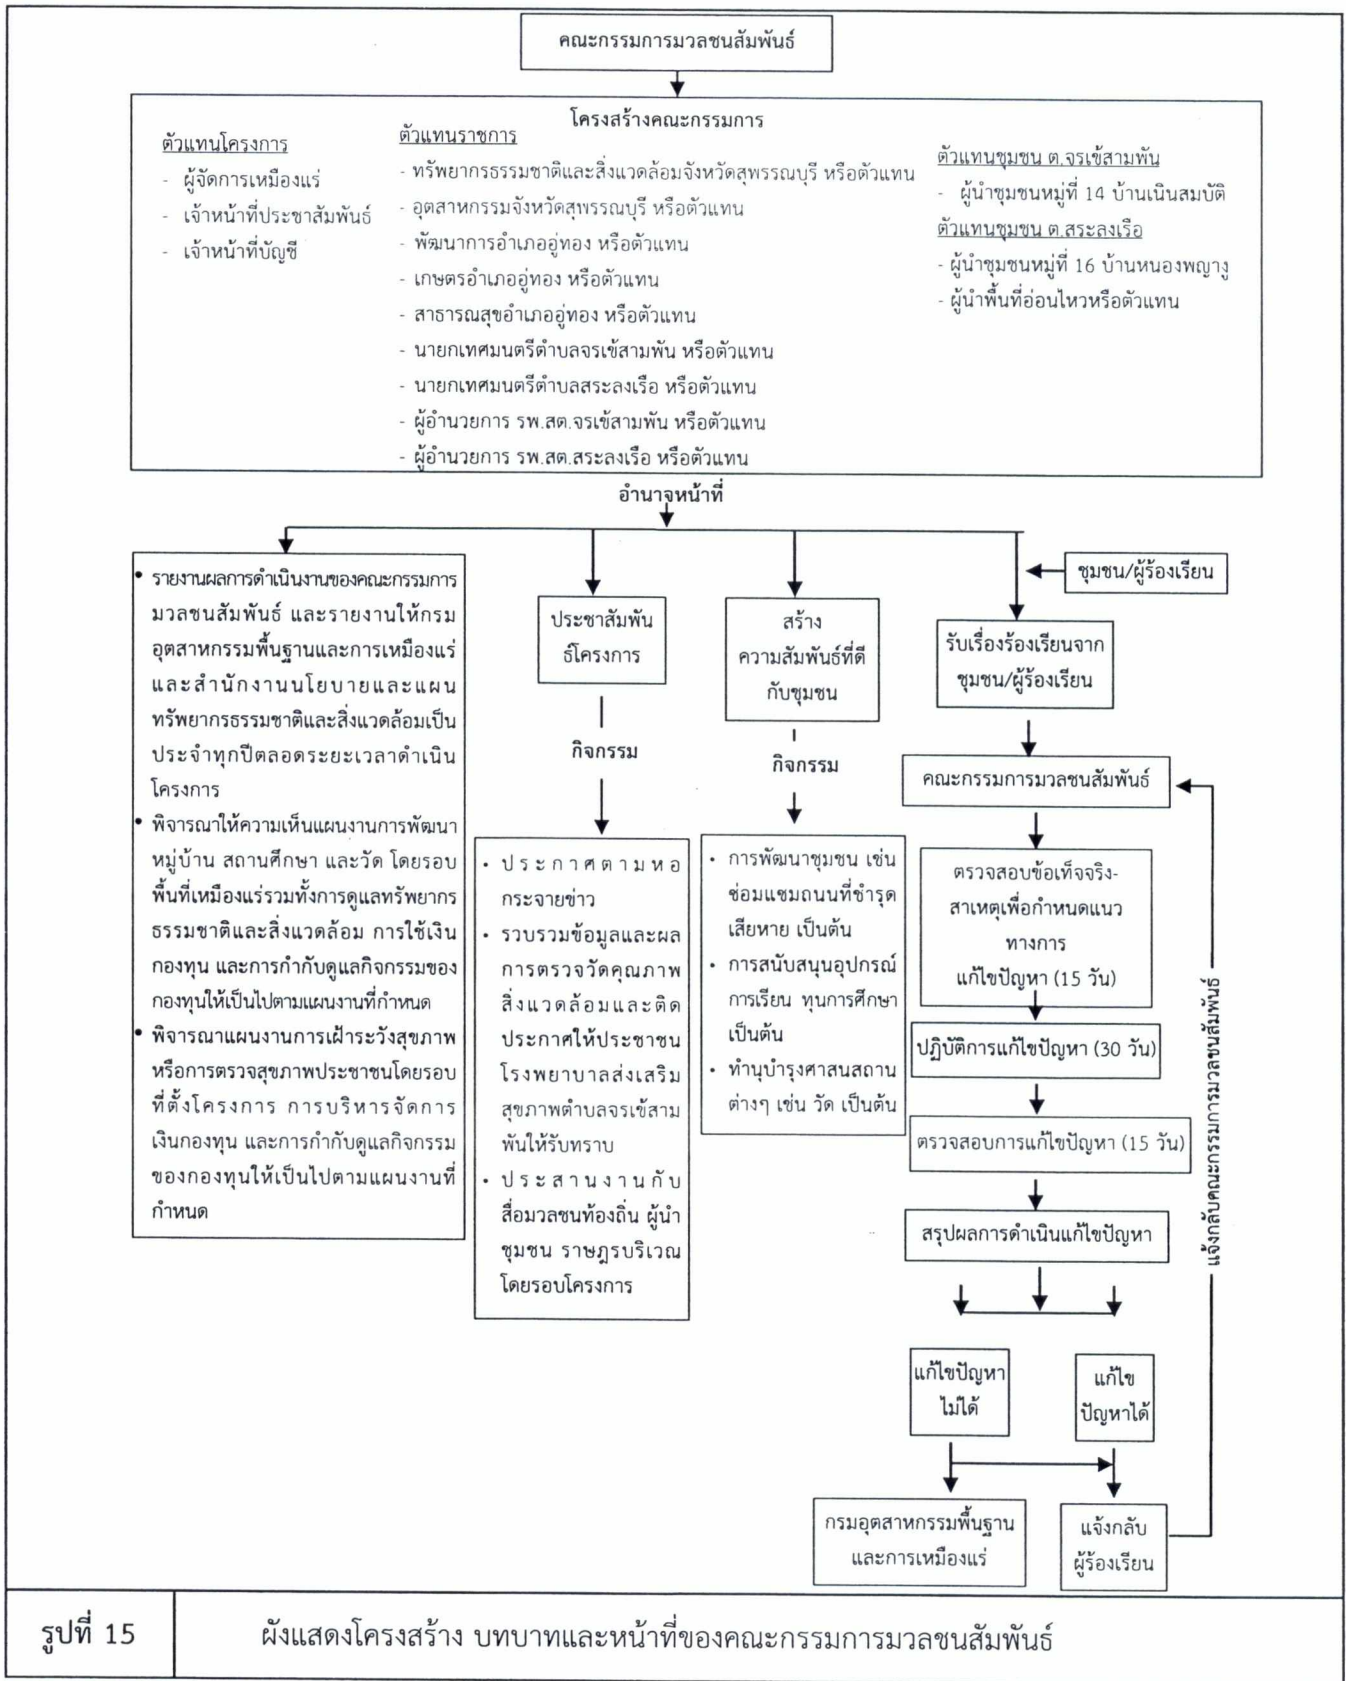 คณะกรรมการมวลชนสัมพันธ์
โครงสร้างคณะกรรมการ
ตัวแทนโครงการ
- ผู้จัดการเหมืองแร่
- เจ้าหน้าที่ประชาสัมพันธ์
- เจ้าหน้าที่บัญชี
ตัวแทนราชการ
- ทรัพยากรธรรมชาติและสิ่งแวดล้อมจังหวัดสุพรรณบุรี หรือตัวแทน
- อุตสาหกรรมจังหวัดสุพรรณบุรี หรือตัวแทน
- พัฒนาการอำเภออู่ทอง หรือตัวแทน
- เกษตรอำเภออู่ทอง หรือตัวแทน
- สาธารณสุขอำเภออู่ทอง หรือตัวแทน
- นายกเทศมนตรีตำบลจรเข้สามพัน หรือตัวแทน
- นายกเทศมนตรีตำบลสระลงเรือ หรือตัวแทน
- ผู้อำนวยการ รพ.สต.จรเข้สามพัน หรือตัวแทน
- ผู้อำนวยการ รพ.สต.สระลงเรือ หรือตัวแทน
ตัวแทนชุมชน ต.จรเข้สามพัน
- ผู้นำชุมชนหมู่ที่ 14 บ้านเนินสมบัติ
ตัวแทนชุมชน ต.สระลงเรือ
- ผู้นำชุมชนหมู่ที่ 16 บ้านหนองพญางู
- ผู้นำพื้นที่อ่อนไหวหรือตัวแทน
อำนาจหน้าที่
• รายงานผลการดำเนินงานของคณะกรรมการ
มวลชนสัมพันธ์ และรายงานให้กรม
อุตสาหกรรมพื้นฐานและการเหมืองแร่
และสำนักงานนโยบายและแผน
ทรัพยากรธรรมชาติและสิ่งแวดล้อมเป็น
ประจำทุกปีตลอดระยะเวลาดำเนิน
โครงการ
• พิจารณาให้ความเห็นแผนงานการพัฒนา
หมู่บ้าน สถานศึกษา และวัด โดยรอบ
พื้นที่เหมืองแร่รวมทั้งการดูแลทรัพยากร
ธรรมชาติและสิ่งแวดล้อม การใช้เงิน
กองทุน และการกำกับดูแลกิจกรรมของ
กองทุนให้เป็นไปตามแผนงานที่กำหนด
• พิจารณาแผนงานการเฝ้าระวังสุขภาพ
หรือการตรวจสุขภาพประชาชนโดยรอบ
ที่ตั้งโครงการ การบริหารจัดการ
เงินกองทุน และการกำกับดูแลกิจกรรม
ของกองทุนให้เป็นไปตามแผนงานที่
กำหนด
ประชาสัมพัน
ธ์โครงการ
กิจกรรม
• ประกาศตามหอ
กระจายข่าว
• รวบรวมข้อมูลและผล
การตรวจวัดคุณภาพ
สิ่งแวดล้อมและติด
ประกาศให้ประชาชน
โรงพยาบาลส่งเสริม
สุขภาพตำบลจรเข้สาม
พันให้รับทราบ
• ประสานงานกับ
สื่อมวลชนท้องถิ่น ผู้นำ
ชุมชน ราษฎรบริเวณ
โดยรอบโครงการ
สร้าง
ความสัมพันธ์ที่ดี
กับชุมชน
กิจกรรม
• การพัฒนาชุมชน เช่น
ซ่อมแซมถนนที่ชำรุด
เสียหาย เป็นต้น
• การสนับสนุนอุปกรณ์
การเรียน ทุนการศึกษา
เป็นต้น
• ทำนุบำรุงศาสนสถาน
ต่างๆ เช่น วัด เป็นต้น
ชุมชน/ผู้ร้องเรียน
รับเรื่องร้องเรียนจาก
ชุมชน/ผู้ร้องเรียน
คณะกรรมการมวลชนสัมพันธ์
ตรวจสอบข้อเท็จจริง-
สาเหตุเพื่อกำหนดแนว
ทางการ
แก้ไขปัญหา (15 วัน)
ปฏิบัติการแก้ไขปัญหา (30 วัน)
ตรวจสอบการแก้ไขปัญหา (15 วัน)
สรุปผลการดำเนินแก้ไขปัญหา
แก้ไขปัญหา
ไม่ได้
แก้ไข
ปัญหาได้
กรมอุตสาหกรรมพื้นฐาน
และการเหมืองแร่
แจ้งกลับ
ผู้ร้องเรียน
แจ้งกลับคณะกรรมการมวลชนสัมพันธ์
รูปที่ 15
ผังแสดงโครงสร้าง บทบาทและหน้าที่ของคณะกรรมการมวลชนสัมพันธ์